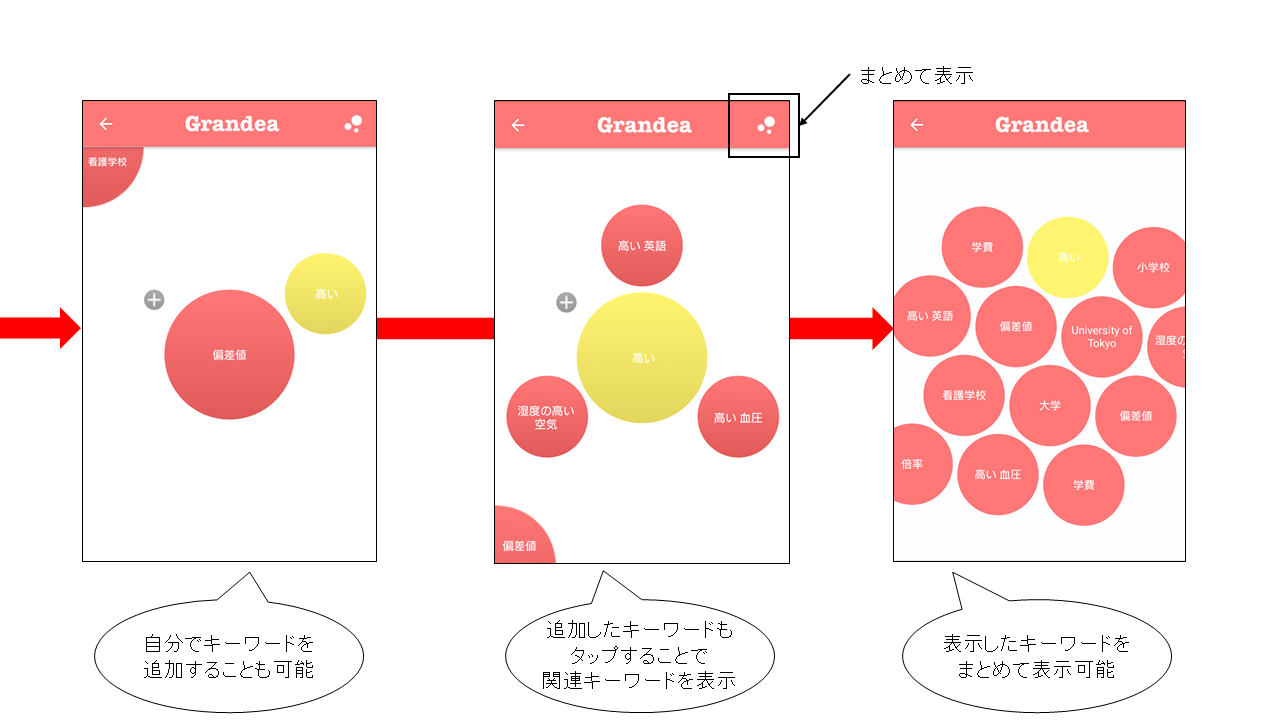 まとめて表示
Grandea
看護学校
高い
偏差値
自分でキーワードを
追加することも可能
Grandea
高い 英語
高い
湿度の高い
空気
高い 血圧
偏差値
追加したキーワードも
タップすることで
関連キーワードを表示
Grandea
学費
高い
小学校
高い 英語
偏差値
University of
Tokyo
湿度の
看護学校
大学
偏差値
倍率
高い 血圧
学費
表示したキーワードを
まとめて表示可能